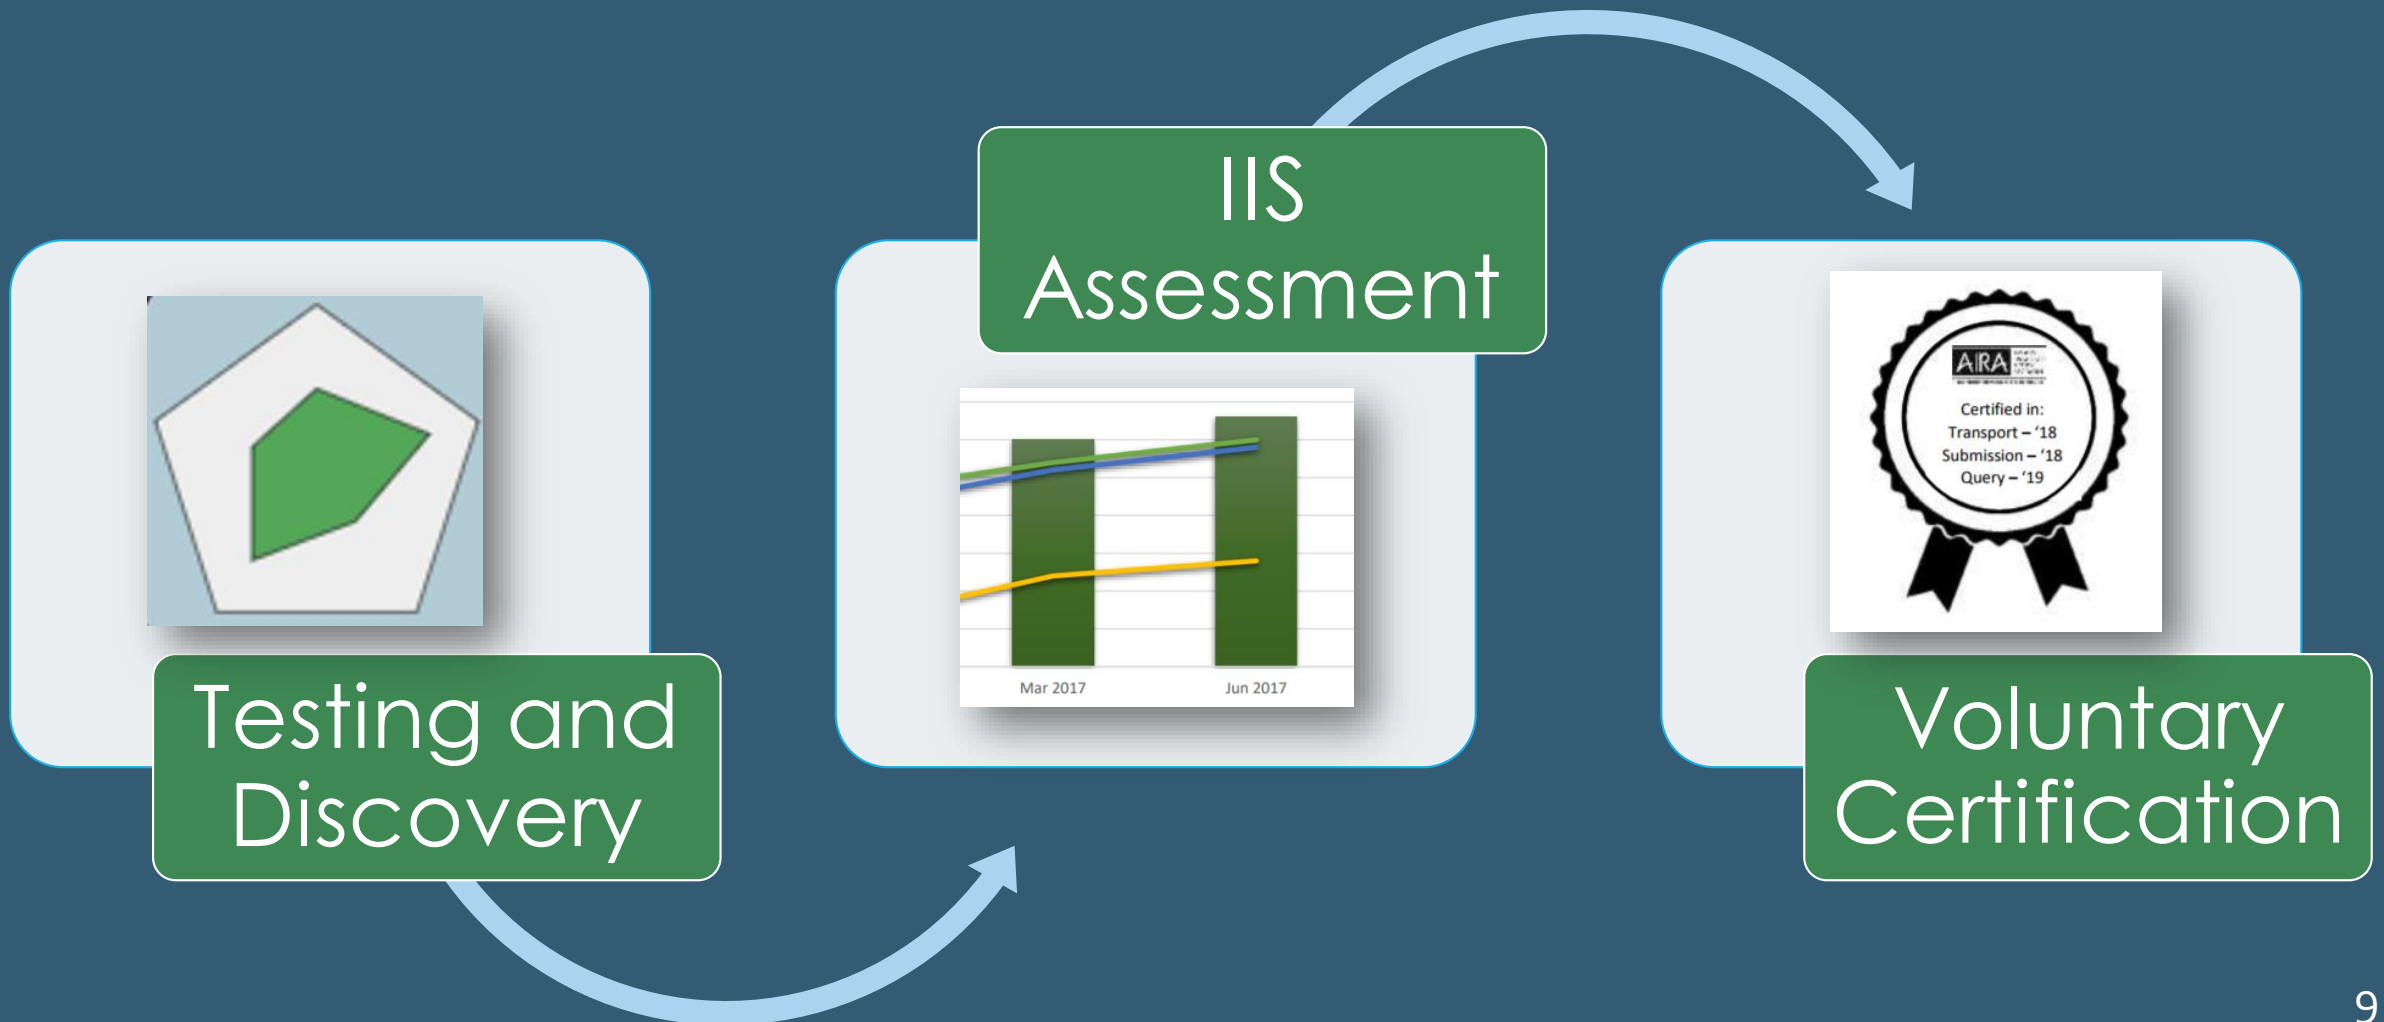 Testing and
Discovery
IIS
Assessment
Mar 2017 Jun 2017
AIRA
Certified in:
Transport – ‘18
Submission – ‘18
Query – ‘19
Voluntary
Certification
9